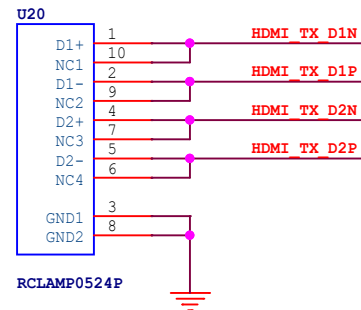 U20
D1+ 1 HDMI_TX_D1N
NC1 10
D1- 2 HDMI_TX_D1P
NC2 9
D2+ 4 HDMI_TX_D2N
NC3 7
D2- 5 HDMI_TX_D2P
NC4 6
GND1 3
GND2 8
RCLAMP0524P